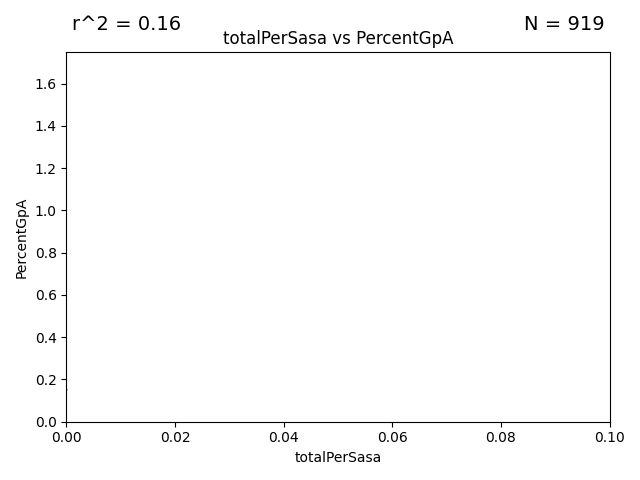 r^2 = 0.16
N = 919
totalPerSasa vs PercentGpA
PercentGpA
1.6
1.4
1.2
1.0
0.8
0.6
0.4
0.2
0.0
0.00 0.02 0.04 0.06 0.08 0.10
totalPerSasa